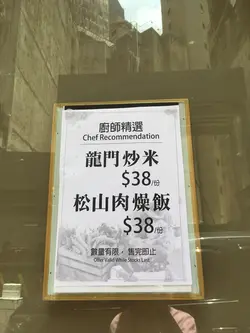 廚師精選
Chef Recommendation
龍門炒米
$38/份
松山肉燥飯
$38/份
數量有限，售完即止
Offer Valid While Stocks Last